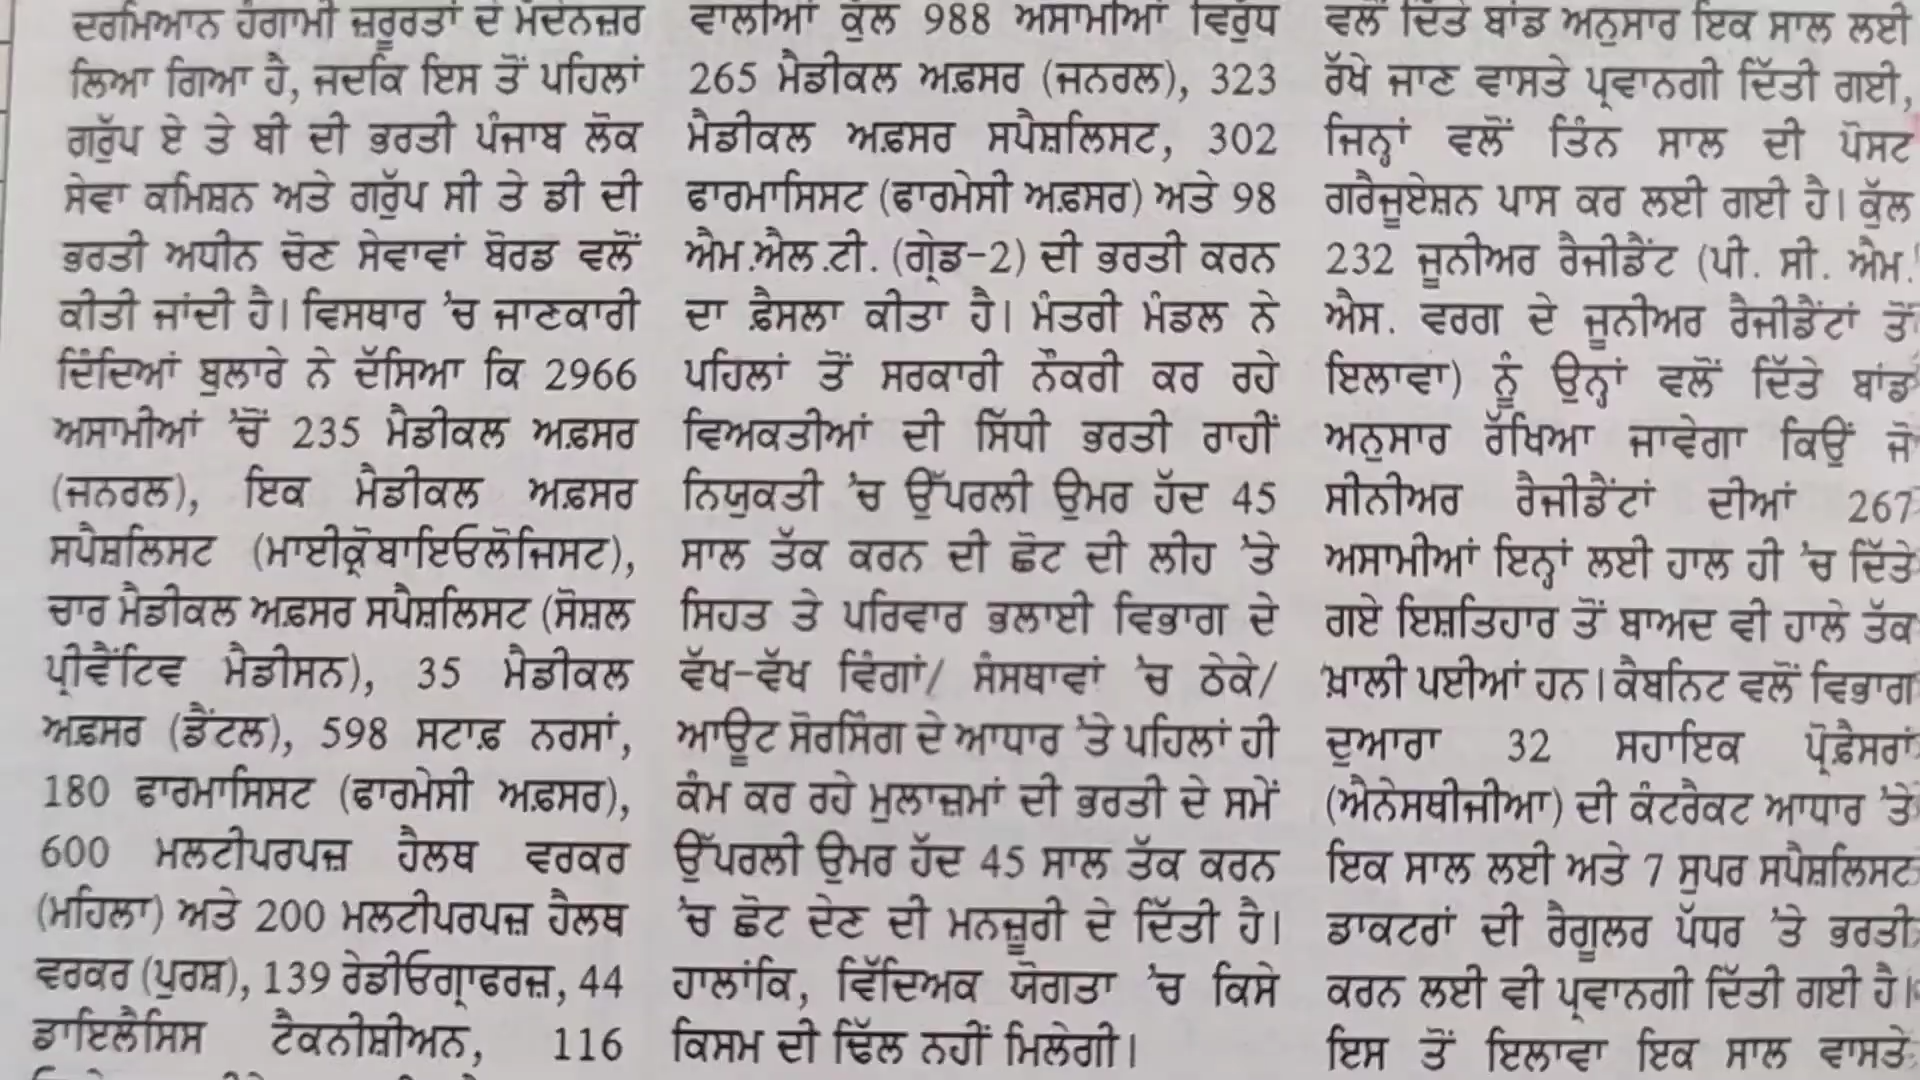 ਦਰਮਿਆਨ ਹੰਗਾਮੀ ਜ਼ਰੂਰਤਾਂ ਦੇ ਮੱਦੇਨਜ਼ਰ
ਲਿਆ ਗਿਆ ਹੈ, ਜਦਕਿ ਇਸ ਤੋਂ ਪਹਿਲਾਂ
ਗਰੁੱਪ ਏ ਤੇ ਬੀ ਦੀ ਭਰਤੀ ਪੰਜਾਬ ਲੋਕ
ਸੇਵਾ ਕਮਿਸ਼ਨ ਅਤੇ ਗਰੁੱਪ ਸੀ ਤੇ ਡੀ ਦੀ
ਭਰਤੀ ਅਧੀਨ ਚੋਣ ਸੇਵਾਵਾਂ ਬੋਰਡ ਵਲੋਂ
ਕੀਤੀ ਜਾਂਦੀ ਹੈ। ਵਿਸਥਾਰ 'ਚ ਜਾਣਕਾਰੀ
ਦਿੰਦਿਆਂ ਬੁਲਾਰੇ ਨੇ ਦੱਸਿਆ ਕਿ 2966
ਅਸਾਮੀਆਂ 'ਚੋਂ 235 ਮੈਡੀਕਲ ਅਫ਼ਸਰ
(ਜਨਰਲ), ਇਕ ਮੈਡੀਕਲ ਅਫ਼ਸਰ
ਸਪੈਸ਼ਲਿਸਟ (ਮਾਈਕ੍ਰੋਬਾਇਓਲੋਜਿਸਟ),
ਚਾਰ ਮੈਡੀਕਲ ਅਫ਼ਸਰ ਸਪੈਸ਼ਲਿਸਟ (ਸੋਸ਼ਲ
ਪ੍ਰੀਵੈਂਟਿਵ ਮੈਡੀਸਨ), 35 ਮੈਡੀਕਲ
ਅਫ਼ਸਰ (ਡੈਂਟਲ), 598 ਸਟਾਫ਼ ਨਰਸਾਂ,
180 ਫਾਰਮਾਸਿਸਟ (ਫਾਰਮੇਸੀ ਅਫ਼ਸਰ),
600 ਮਲਟੀਪਰਪਜ਼ ਹੈਲਥ ਵਰਕਰ
(ਮਹਿਲਾ) ਅਤੇ 200 ਮਲਟੀਪਰਪਜ਼ ਹੈਲਥ
ਵਰਕਰ (ਪੁਰਸ਼), 139 ਰੇਡੀਓਗ੍ਰਾਫਰਜ਼, 44
ਡਾਇਲੈਸਿਸ ਟੈਕਨੀਸ਼ੀਅਨ, 116
ਵਾਲੀਆਂ ਕੁੱਲ 988 ਅਸਾਮੀਆਂ ਵਿਰੁੱਧ
265 ਮੈਡੀਕਲ ਅਫ਼ਸਰ (ਜਨਰਲ), 323
ਮੈਡੀਕਲ ਅਫ਼ਸਰ ਸਪੈਸ਼ਲਿਸਟ, 302
ਫਾਰਮਾਸਿਸਟ (ਫਾਰਮੇਸੀ ਅਫ਼ਸਰ) ਅਤੇ 98
ਐਮ.ਐਲ.ਟੀ. (ਗ੍ਰੇਡ-2) ਦੀ ਭਰਤੀ ਕਰਨ
ਦਾ ਫ਼ੈਸਲਾ ਕੀਤਾ ਹੈ। ਮੰਤਰੀ ਮੰਡਲ ਨੇ
ਪਹਿਲਾਂ ਤੋਂ ਸਰਕਾਰੀ ਨੌਕਰੀ ਕਰ ਰਹੇ
ਵਿਅਕਤੀਆਂ ਦੀ ਸਿੱਧੀ ਭਰਤੀ ਰਾਹੀਂ
ਨਿਯੁਕਤੀ 'ਚ ਉੱਪਰਲੀ ਉਮਰ ਹੱਦ 45
ਸਾਲ ਤੱਕ ਕਰਨ ਦੀ ਛੋਟ ਦੀ ਲੀਹ 'ਤੇ
ਸਿਹਤ ਤੇ ਪਰਿਵਾਰ ਭਲਾਈ ਵਿਭਾਗ ਦੇ
ਵੱਖ-ਵੱਖ ਵਿੰਗਾਂ/ ਸੰਸਥਾਵਾਂ 'ਚ ਠੇਕੇ/
ਆਊਟ ਸੋਰਸਿੰਗ ਦੇ ਆਧਾਰ 'ਤੇ ਪਹਿਲਾਂ ਹੀ
ਕੰਮ ਕਰ ਰਹੇ ਮੁਲਾਜ਼ਮਾਂ ਦੀ ਭਰਤੀ ਦੇ ਸਮੇਂ
ਉੱਪਰਲੀ ਉਮਰ ਹੱਦ 45 ਸਾਲ ਤੱਕ ਕਰਨ
'ਚ ਛੋਟ ਦੇਣ ਦੀ ਮਨਜ਼ੂਰੀ ਦੇ ਦਿੱਤੀ ਹੈ।
ਹਾਲਾਂਕਿ, ਵਿੱਦਿਅਕ ਯੋਗਤਾ 'ਚ ਕਿਸੇ
ਕਿਸਮ ਦੀ ਢਿੱਲ ਨਹੀਂ ਮਿਲੇਗੀ।
ਵਲੋਂ ਦਿੱਤੇ ਬਾਂਡ ਅਨੁਸਾਰ ਇਕ ਸਾਲ ਲਈ
ਰੱਖੇ ਜਾਣ ਵਾਸਤੇ ਪ੍ਰਵਾਨਗੀ ਦਿੱਤੀ ਗਈ,
ਜਿਨ੍ਹਾਂ ਵਲੋਂ ਤਿੰਨ ਸਾਲ ਦੀ ਪੋਸਟ
ਗਰੈਜੂਏਸ਼ਨ ਪਾਸ ਕਰ ਲਈ ਗਈ ਹੈ। ਕੁੱਲ
232 ਜੂਨੀਅਰ ਰੈਜੀਡੈਂਟ (ਪੀ. ਸੀ. ਐਮ.
ਐਸ. ਵਰਗ ਦੇ ਜੂਨੀਅਰ ਰੈਜੀਡੈਂਟਾਂ ਤੋਂ
ਇਲਾਵਾ) ਨੂੰ ਉਨ੍ਹਾਂ ਵਲੋਂ ਦਿੱਤੇ ਬਾਂਡ
ਅਨੁਸਾਰ ਰੱਖਿਆ ਜਾਵੇਗਾ ਕਿਉਂ ਜੋ
ਸੀਨੀਅਰ ਰੈਜੀਡੈਂਟਾਂ ਦੀਆਂ 267
ਅਸਾਮੀਆਂ ਇਨ੍ਹਾਂ ਲਈ ਹਾਲ ਹੀ 'ਚ ਦਿੱਤੇ
ਗਏ ਇਸ਼ਤਿਹਾਰ ਤੋਂ ਬਾਅਦ ਵੀ ਹਾਲੇ ਤੱਕ
ਖ਼ਾਲੀ ਪਈਆਂ ਹਨ। ਕੈਬਨਿਟ ਵਲੋਂ ਵਿਭਾਗ
ਦੁਆਰਾ 32 ਸਹਾਇਕ ਪ੍ਰੋਫ਼ੈਸਰਾਂ
(ਐਨੇਸਥੀਜੀਆ) ਦੀ ਕੰਟਰੈਕਟ ਆਧਾਰ 'ਤੇ
ਇਕ ਸਾਲ ਲਈ ਅਤੇ 7 ਸੁਪਰ ਸਪੈਸ਼ਲਿਸਟ
ਡਾਕਟਰਾਂ ਦੀ ਰੈਗੂਲਰ ਪੱਧਰ 'ਤੇ ਭਰਤੀ
ਕਰਨ ਲਈ ਵੀ ਪ੍ਰਵਾਨਗੀ ਦਿੱਤੀ ਗਈ ਹੈ।
ਇਸ ਤੋਂ ਇਲਾਵਾ ਇਕ ਸਾਲ ਵਾਸਤੇ